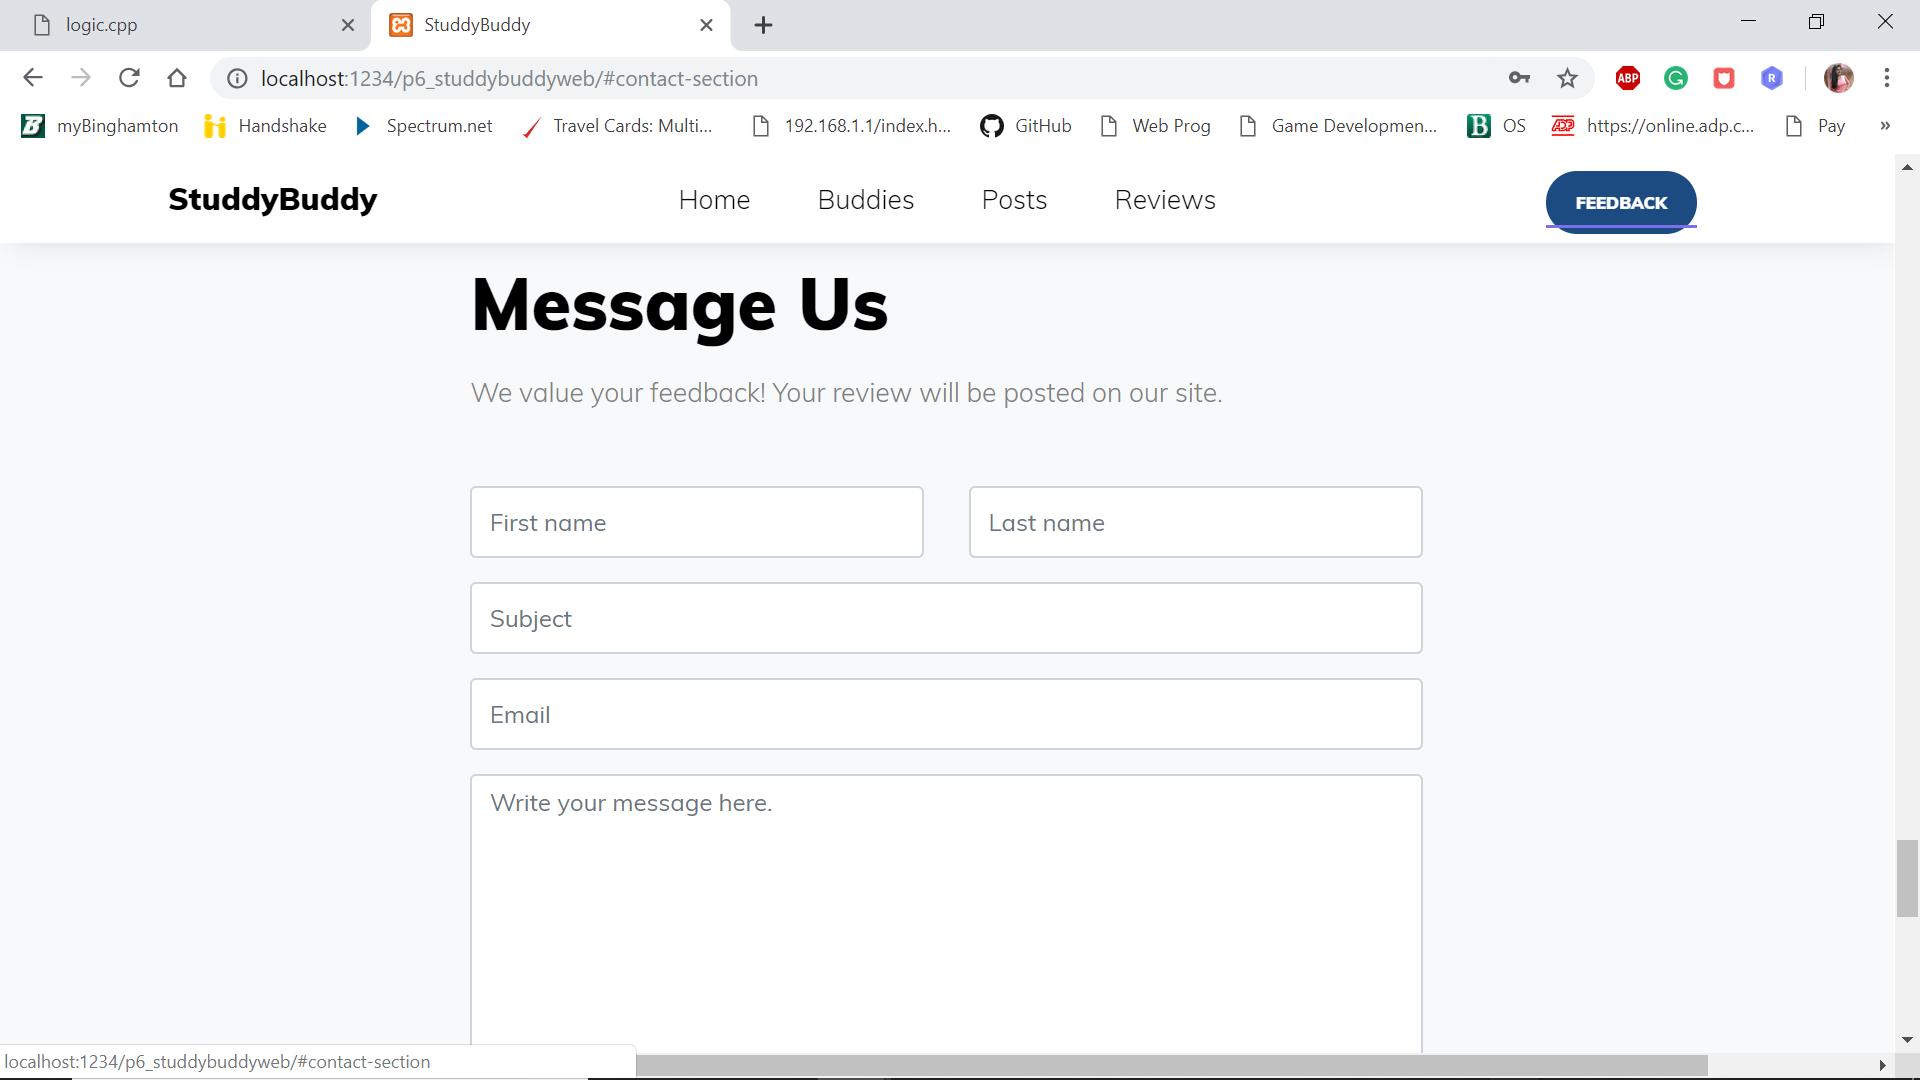 logic.cpp
StuddyBuddy
localhost:1234/p6_studdybuddyweb/#contact-section
ABP
G
R
B myBinghamton
Handshake
Spectrum.net
Travel Cards: Multi...
192.168.1.1/index.h...
GitHub
Web Prog
Game Developmen...
B OS
ADP https://online.adp.c...
Pay
»
StuddyBuddy
Home
Buddies
Posts
Reviews
FEEDBACK
Message Us
We value your feedback! Your review will be posted on our site.
First name
Last name
Subject
Email
Write your message here.
localhost:1234/p6_studdybuddyweb/#contact-section